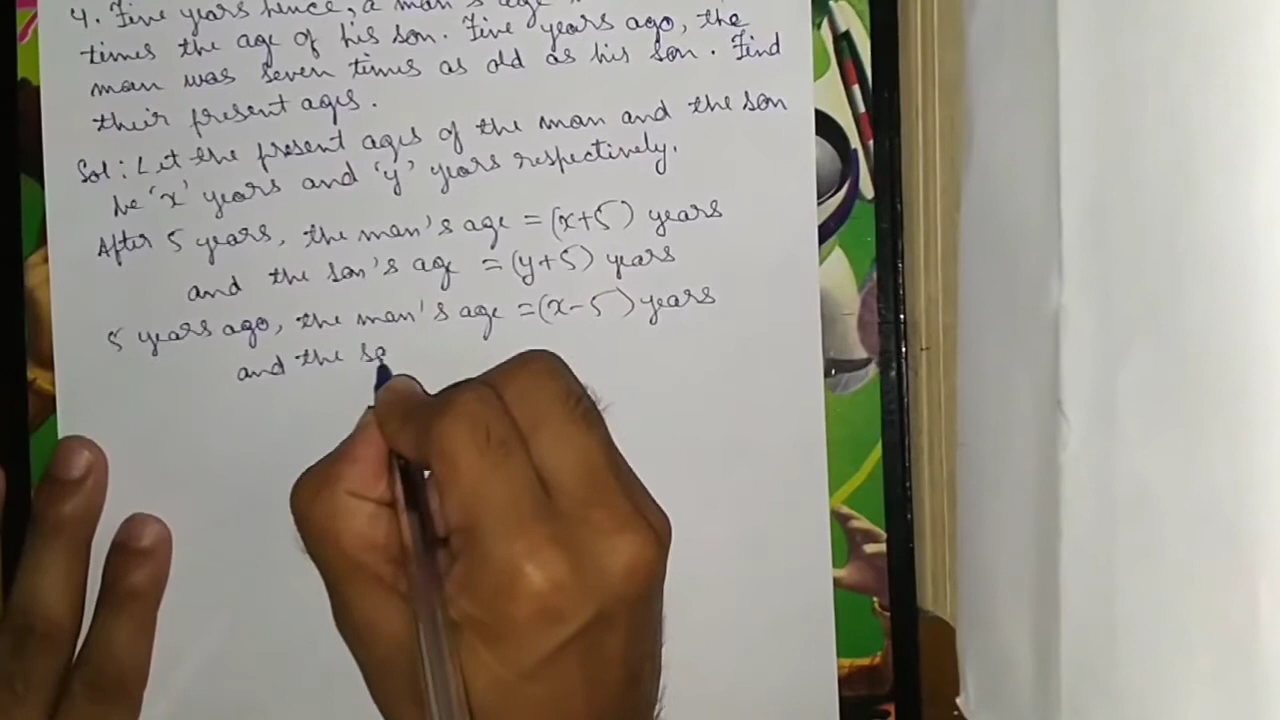 4. Five years hence, a man's age
times the age of his son. Five years ago, the
man was seven times as old as his son. Find
their present ages.
Sol: Let the present ages of the man and the son
be 'x' years and 'y' years respectively.
After 5 years, the man's age = (x+5) years
and the son's age = (y+5) years
5 years ago, the man's age = (x-5) years
and the so